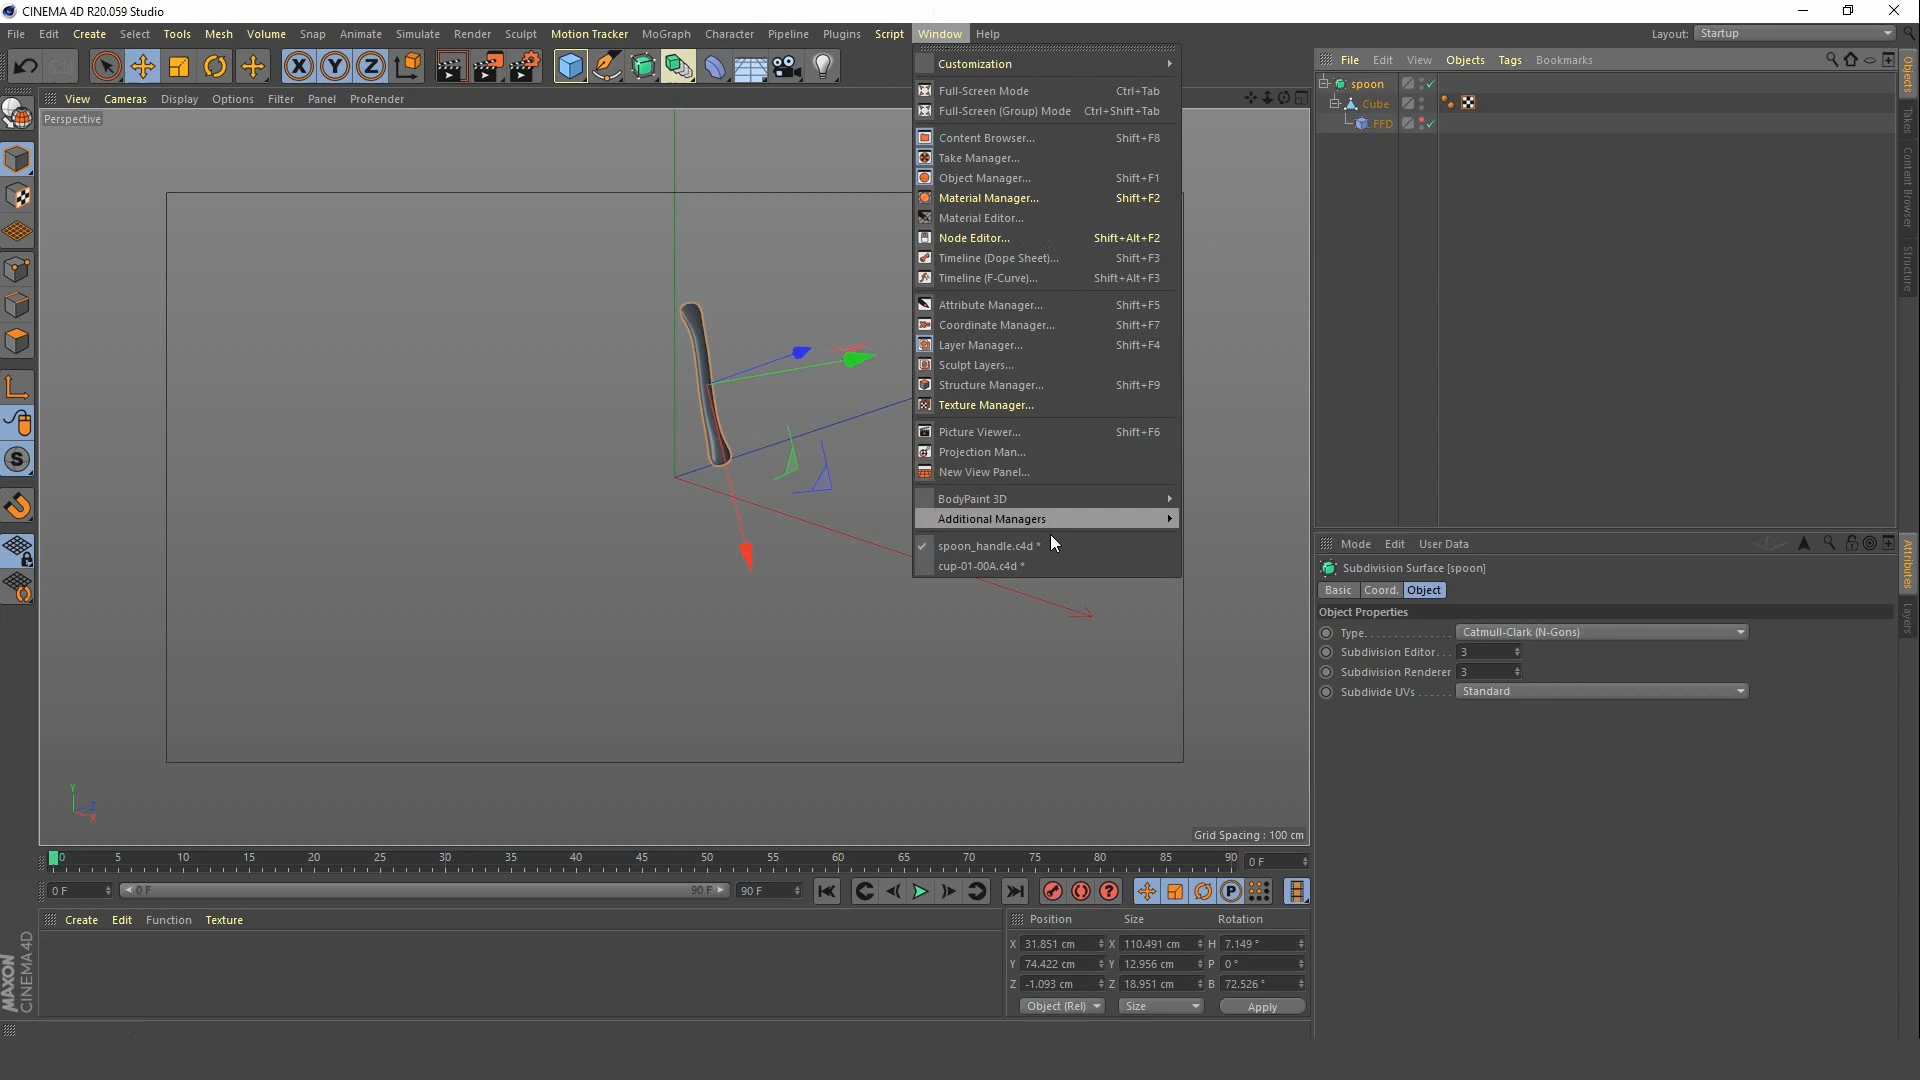 CINEMA 4D R20.059 Studio
File Edit Create Select Tools Mesh Volume Snap Animate Simulate Render Sculpt Motion Tracker MoGraph Character Pipeline Plugins Script Window Help Layout: Startup
View Cameras Display Options Filter Panel ProRender
Perspective
Customization
Full-Screen Mode Ctrl+Tab
Full-Screen (Group) Mode Ctrl+Shift+Tab
Content Browser... Shift+F8
Take Manager...
Object Manager... Shift+F1
Material Manager... Shift+F2
Material Editor...
Node Editor... Shift+Alt+F2
Timeline (Dope Sheet)... Shift+F3
Timeline (F-Curve)... Shift+Alt+F3
Attribute Manager... Shift+F5
Coordinate Manager... Shift+F7
Layer Manager... Shift+F4
Sculpt Layers...
Structure Manager... Shift+F9
Texture Manager...
Picture Viewer... Shift+F6
Projection Man...
New View Panel...
BodyPaint 3D
Additional Managers
spoon_handle.c4d *
cup-01-00A.c4d *
File Edit View Objects Tags Bookmarks
spoon
Cube
FFD
Objects
Takes
Content Browser
Structure
Mode Edit User Data
Subdivision Surface [spoon]
Basic Coord. Object
Object Properties
Type. . . . . . . . . . . . . . . Catmull-Clark (N-Gons)
Subdivision Editor . . . 3
Subdivision Renderer 3
Subdivide UVs . . . . . . Standard
Attributes
Layers
Y
Z
X
Grid Spacing : 100 cm
0 5 10 15 20 25 30 35 40 45 50 55 60 65 70 75 80 85 90 0 F
0 F 0 F 90 F 90 F
Create Edit Function Texture
Position Size Rotation
X 31.851 cm X 110.491 cm H 7.149 °
Y 74.422 cm Y 12.956 cm P 0 °
Z -1.093 cm Z 18.951 cm B 72.526 °
Object (Rel) Size Apply
MAXON
CINEMA 4D